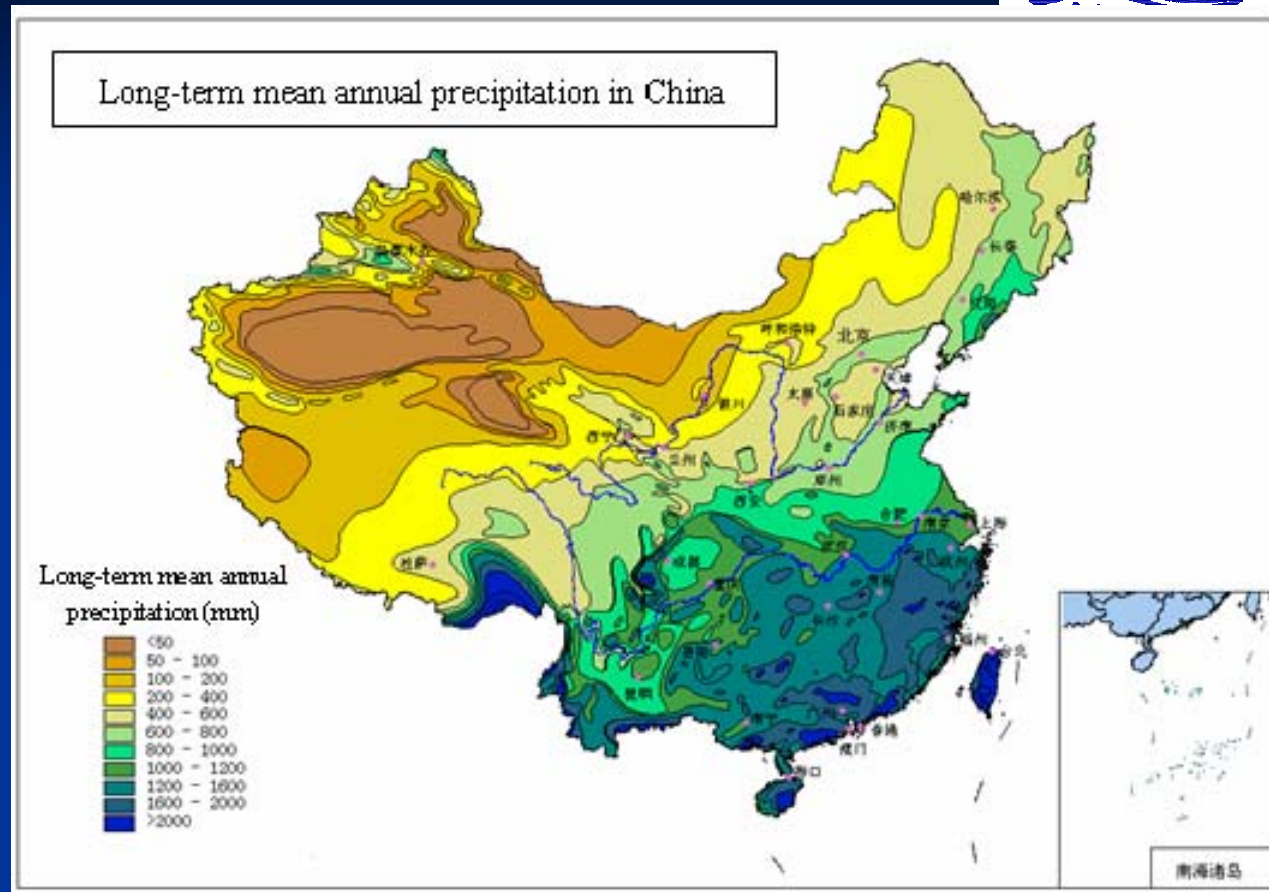 Long-term mean annual precipitation in China
哈尔滨
长春
沈阳
呼和浩特
北京
天津
银川
太原
石家庄
济南
西宁
兰州
西安
郑州
合肥
南京
上海
拉萨
成都
武汉
杭州
重庆
南昌
长沙
贵阳
福州
台北
昆明
南宁
广州
香港
澳门
海口
Long-term mean annual
precipitation (mm)
<50
50 - 100
100 - 200
200 - 400
400 - 600
600 - 800
800 - 1000
1000 - 1200
1200 - 1600
1600 - 2000
>2000
南海诸岛